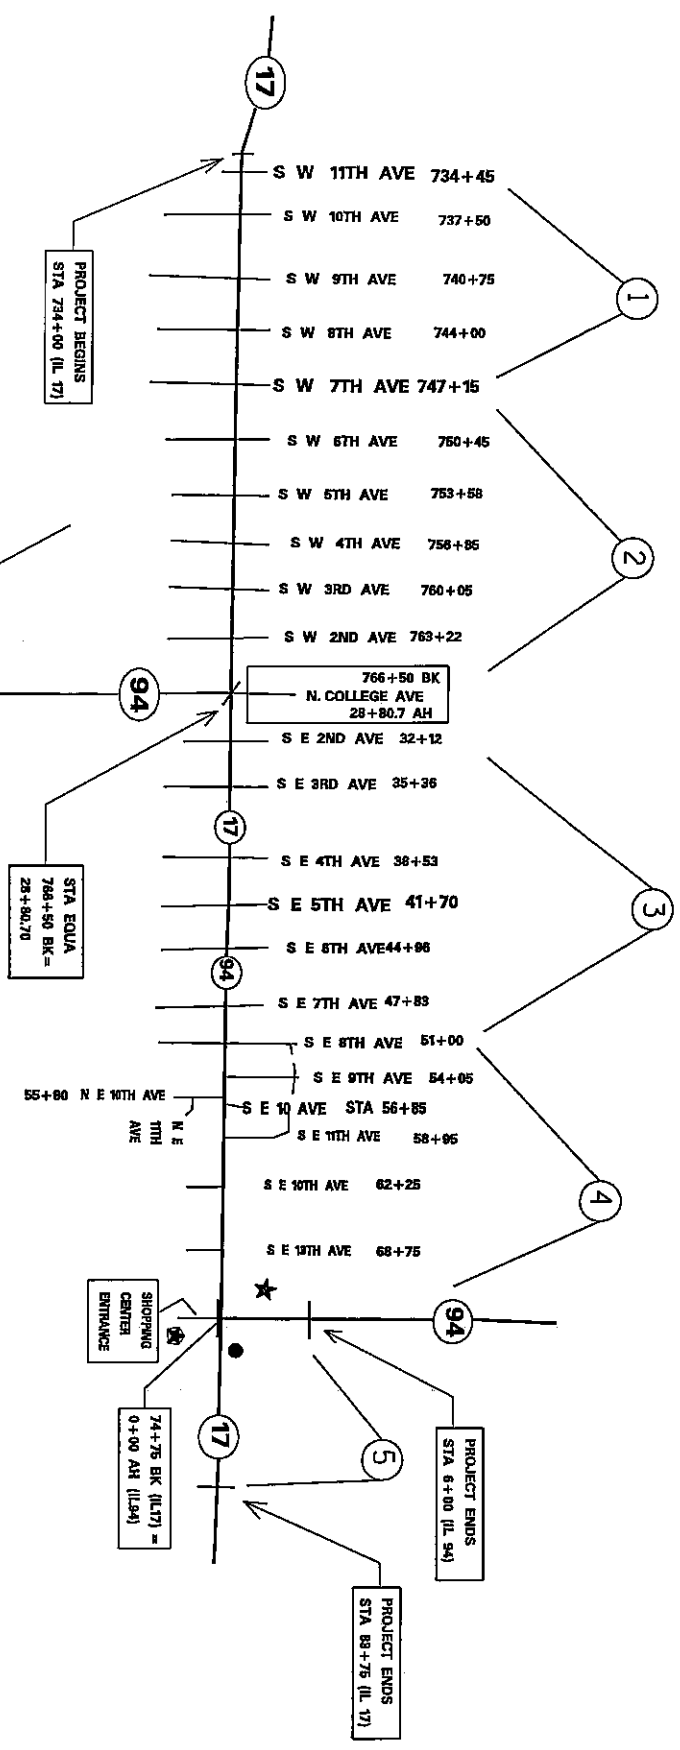 17
S W 11TH AVE 734+45
S W 10TH AVE 737+50
1
S W 9TH AVE 740+75
S W 8TH AVE 744+00
PROJECT BEGINS
STA 734+00 (IL 17)
S W 7TH AVE 747+15
S W 6TH AVE 750+45
S W 5TH AVE 753+58
2
S W 4TH AVE 756+85
S W 3RD AVE 760+05
S W 2ND AVE 763+22
766+50 BK
N. COLLEGE AVE
28+80.7 AH
94
S E 2ND AVE 32+12
S E 3RD AVE 35+36
17
S E 4TH AVE 38+53
S E 5TH AVE 41+70
3
STA EQUA
766+50 BK=
28+80.70
S E 6TH AVE 44+96
94
S E 7TH AVE 47+83
S E 8TH AVE 51+00
S E 9TH AVE 54+05
55+80 N E 10TH AVE
S E 10 AVE STA 56+85
N E
11TH
AVE
S E 11TH AVE 58+95
S E 10TH AVE 62+25
4
S E 13TH AVE 68+75
SHOPPING
CENTER
ENTRANCE
94
74+75 BK (IL17) =
0+00 AH (IL94)
17
5
PROJECT ENDS
STA 6+00 (IL 94)
PROJECT ENDS
STA 88+75 (IL 17)